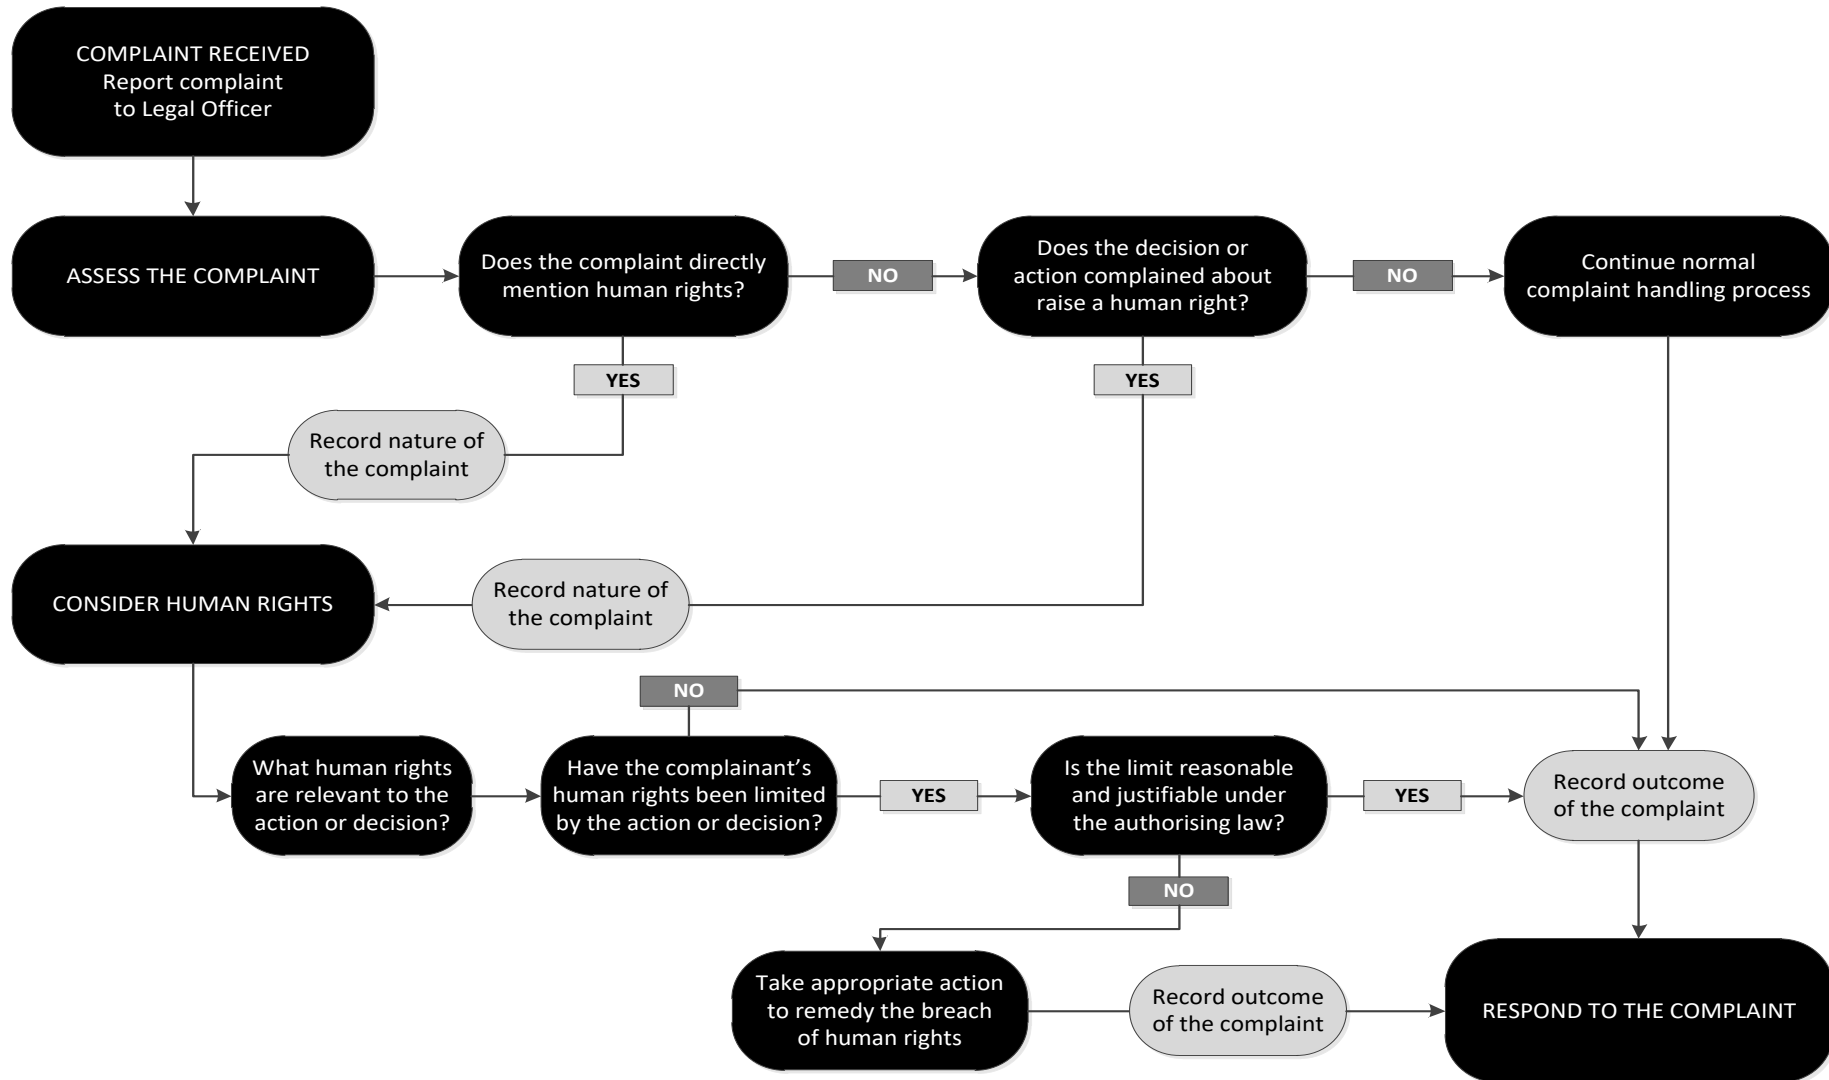 COMPLAINT RECEIVED
Report complaint
to Legal Officer
ASSESS THE COMPLAINT
Does the complaint directly
mention human rights?
NO
Does the decision or
action complained about
raise a human right?
NO
Continue normal
complaint handling process
YES
YES
Record nature of
the complaint
CONSIDER HUMAN RIGHTS
Record nature of
the complaint
NO
What human rights
are relevant to the
action or decision?
Have the complainant’s
human rights been limited
by the action or decision?
YES
Is the limit reasonable
and justifiable under
the authorising law?
YES
Record outcome
of the complaint
NO
Take appropriate action
to remedy the breach
of human rights
Record outcome
of the complaint
RESPOND TO THE COMPLAINT